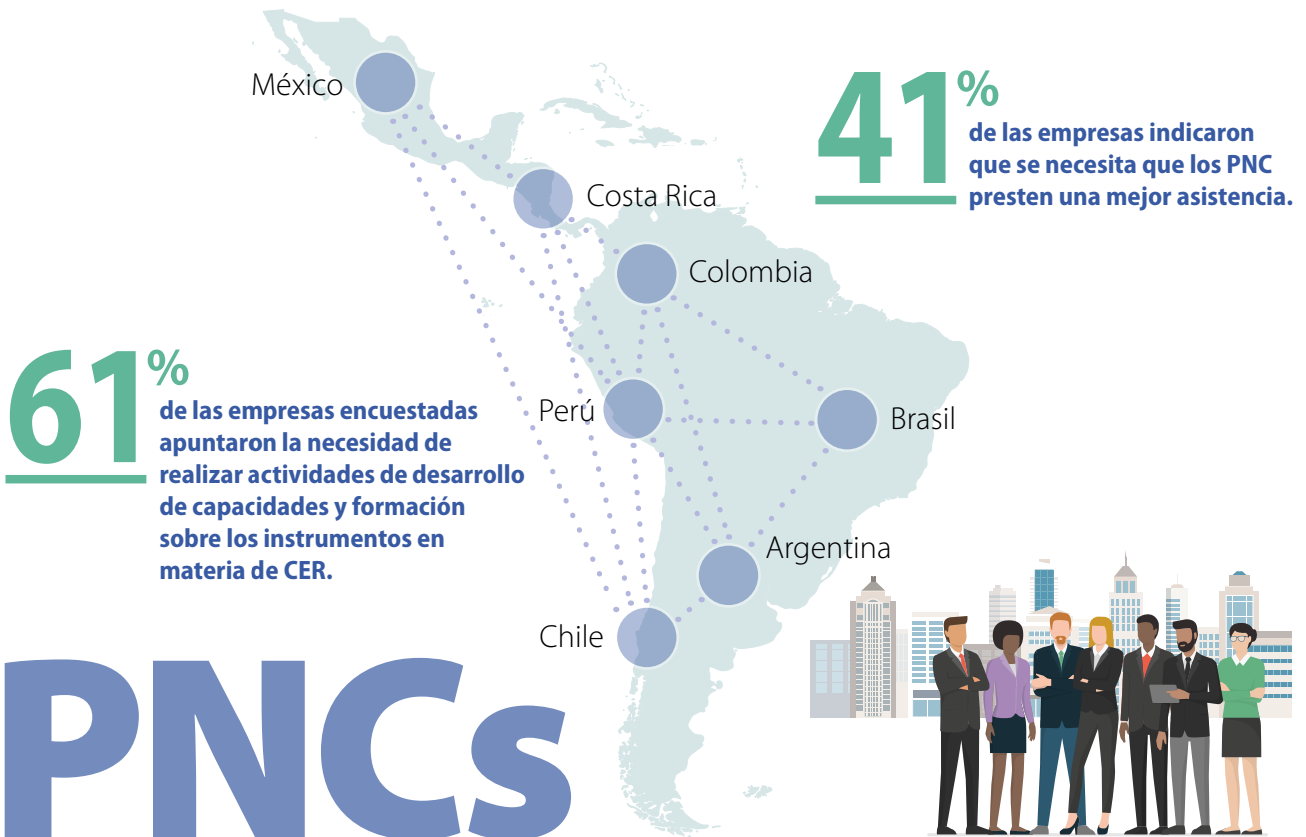 México
41%
de las empresas indicaron
que se necesita que los PNC
presten una mejor asistencia.
Costa Rica
Colombia
61%
de las empresas encuestadas
apuntaron la necesidad de
realizar actividades de desarrollo
de capacidades y formación
sobre los instrumentos en
materia de CER.
Perú
Brasil
Argentina
Chile
PNCs